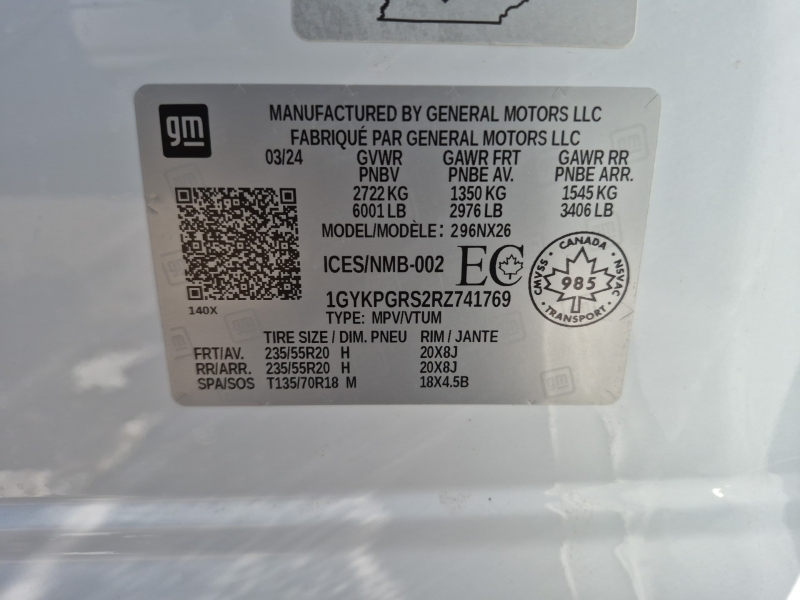 gm
MANUFACTURED BY GENERAL MOTORS LLC
FABRIQUÉ PAR GENERAL MOTORS LLC
03/24 GVWR GAWR FRT GAWR RR
PNBV PNBE AV. PNBE ARR.
2722 KG 1350 KG 1545 KG
6001 LB 2976 LB 3406 LB
MODEL/MODÈLE: 296NX26
ICES/NMB-002 EC
CANADA
CMVSS 985 NSVAC
TRANSPORT
1GYKPGRS2RZ741769
140X
TYPE: MPV/VTUM
TIRE SIZE / DIM. PNEU RIM / JANTE
FRT/AV. 235/55R20 H 20X8J
RR/ARR. 235/55R20 H 20X8J
SPA/SOS T135/70R18 M 18X4.5B